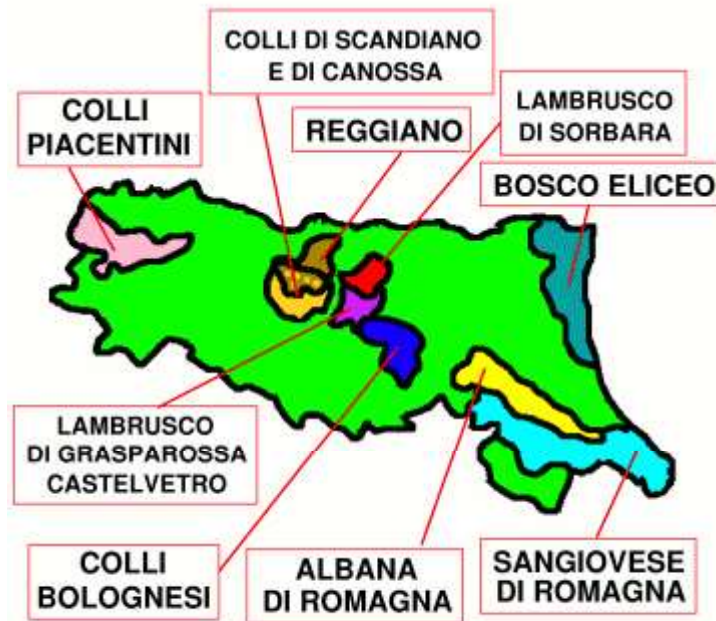 COLLI DI SCANDIANO
E DI CANOSSA
COLLI
PIACENTINI
REGGIANO
LAMBRUSCO
DI SORBARA
BOSCO ELICEO
LAMBRUSCO
DI GRASPAROSSA
CASTELVETRO
COLLI
BOLOGNESI
ALBANA
DI ROMAGNA
SANGIOVESE
DI ROMAGNA